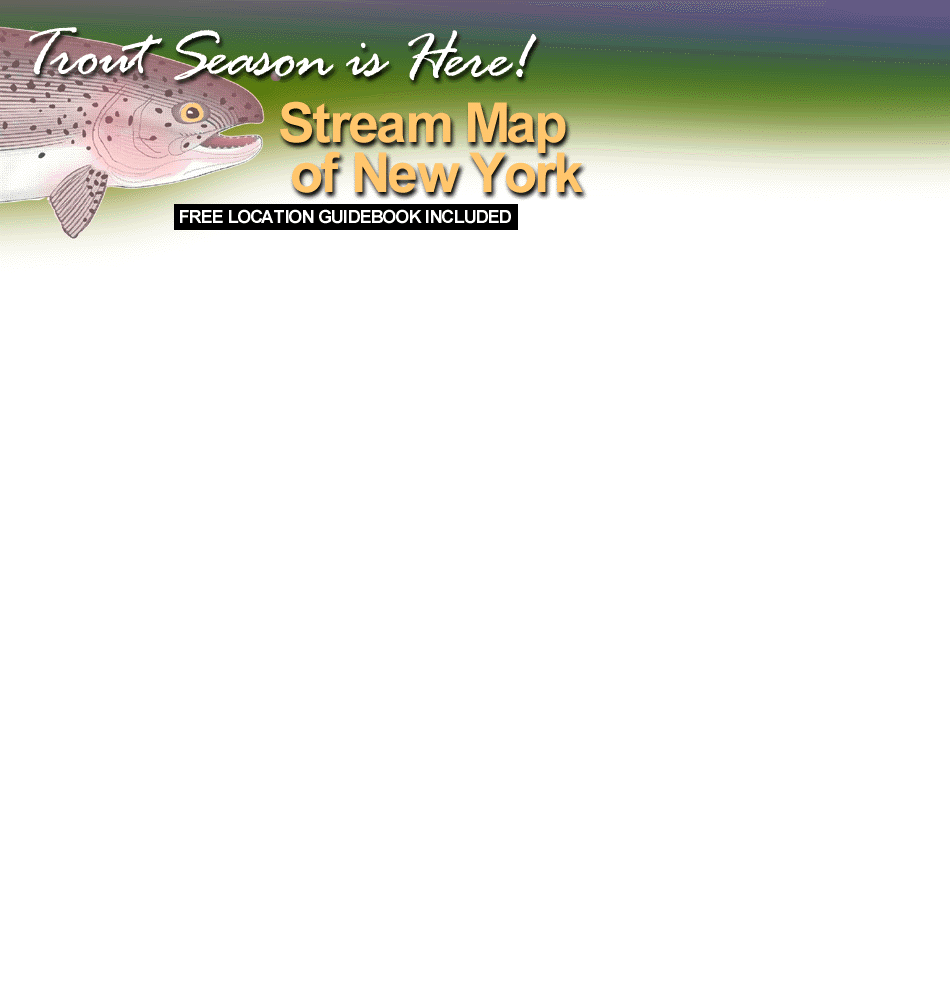 Trout Season is Here!
Stream Map
of New York
FREE LOCATION GUIDEBOOK INCLUDED